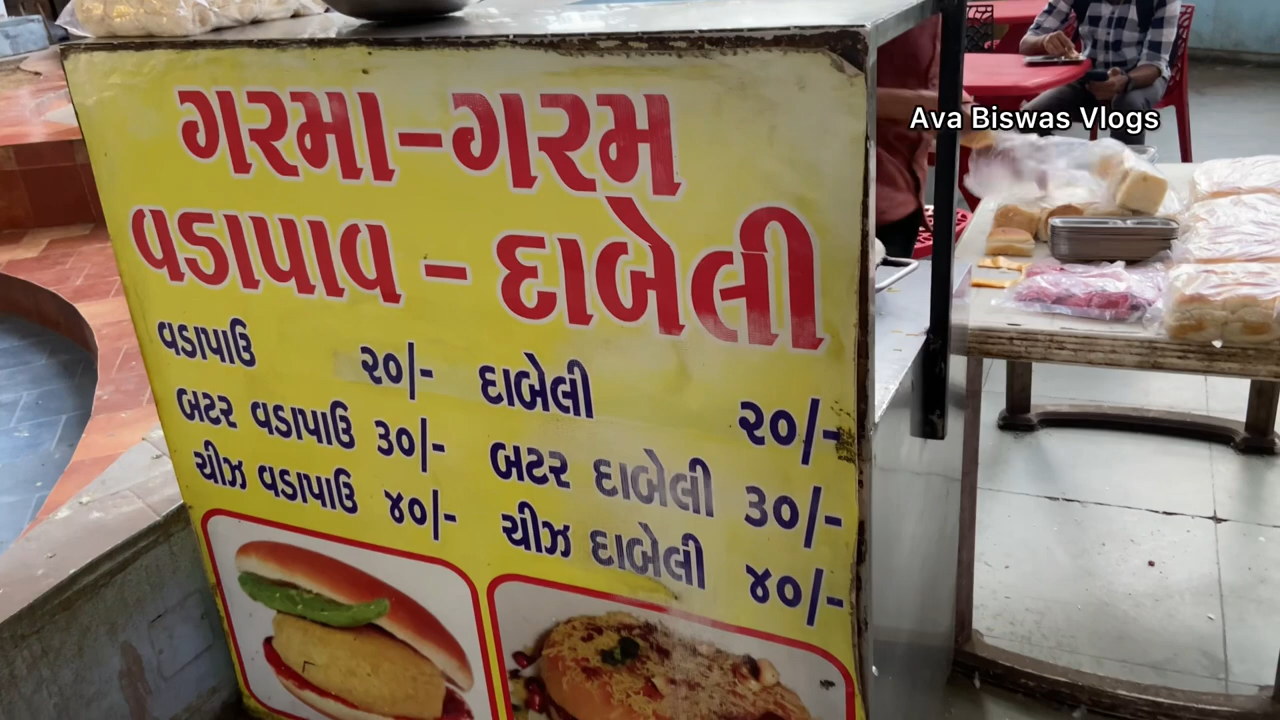 ગરમા-ગરમ
વડાપાવ - દાબેલી
વડાપાઉ ૨૦/- દાબેલી ૨૦/-
બટર વડાપાઉ ૩૦/- બટર દાબેલી ૩૦/-
ચીઝ વડાપાઉ ૪૦/- ચીઝ દાબેલી ૪૦/-
Ava Biswas Vlogs